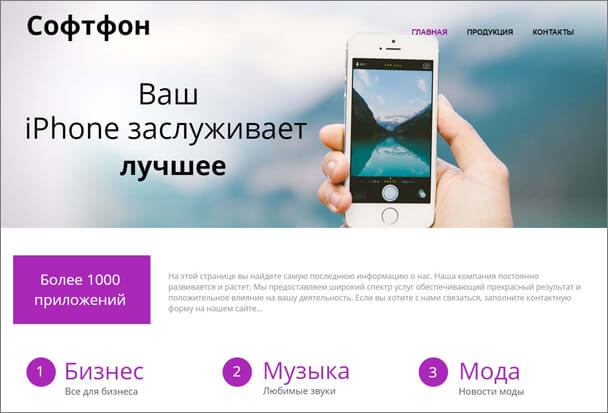 Софтфон
ГЛАВНАЯ ПРОДУКЦИЯ КОНТАКТЫ
Ваш
iPhone заслуживает
лучшее
Более 1000
приложений
На этой странице вы найдете самую последнюю информацию о нас. Наша компания постоянно
развивается и растет. Мы предоставляем широкий спектр услуг обеспечивающий прекрасный результат и
положительное влияние на вашу деятельность. Если вы хотите с нами связаться, заполните контактную
форму на нашем сайте...
1 Бизнес
Все для бизнеса
2 Музыка
Любимые звуки
3 Мода
Новости моды